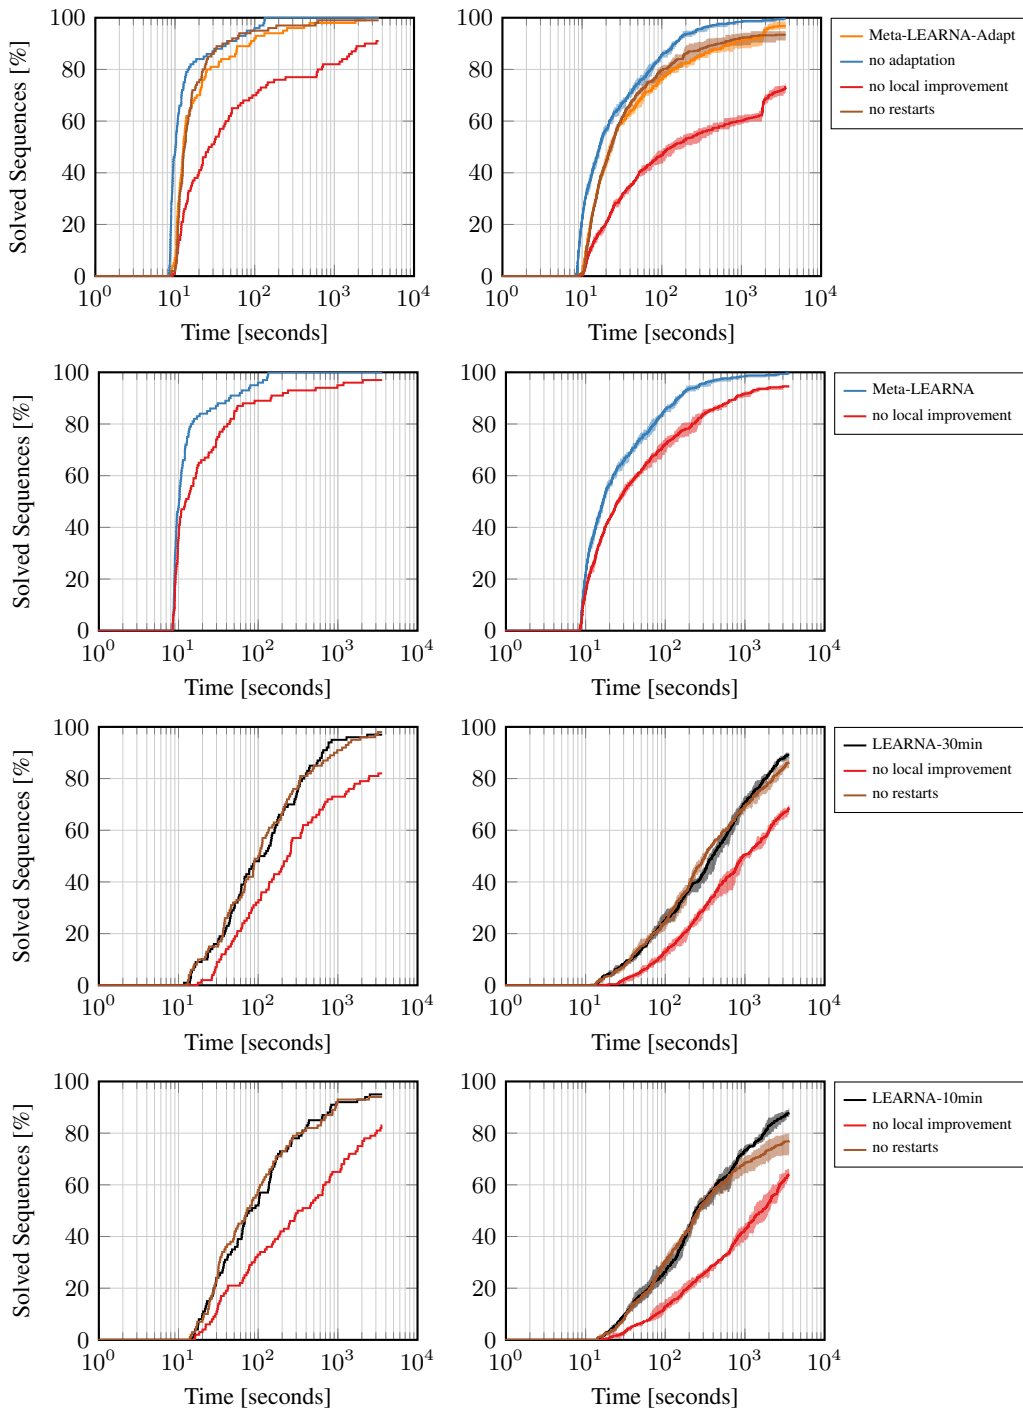 Solved Sequences [%]
100
80
60
40
20
0
10^0 10^1 10^2 10^3 10^4
Time [seconds]
100
80
60
40
20
0
10^0 10^1 10^2 10^3 10^4
Time [seconds]
Meta-LEARNA-Adapt
no adaptation
no local improvement
no restarts
Solved Sequences [%]
100
80
60
40
20
0
10^0 10^1 10^2 10^3 10^4
Time [seconds]
100
80
60
40
20
0
10^0 10^1 10^2 10^3 10^4
Time [seconds]
Meta-LEARNA
no local improvement
Solved Sequences [%]
100
80
60
40
20
0
10^0 10^1 10^2 10^3 10^4
Time [seconds]
100
80
60
40
20
0
10^0 10^1 10^2 10^3 10^4
Time [seconds]
LEARNA-30min
no local improvement
no restarts
Solved Sequences [%]
100
80
60
40
20
0
10^0 10^1 10^2 10^3 10^4
Time [seconds]
100
80
60
40
20
0
10^0 10^1 10^2 10^3 10^4
Time [seconds]
LEARNA-10min
no local improvement
no restarts